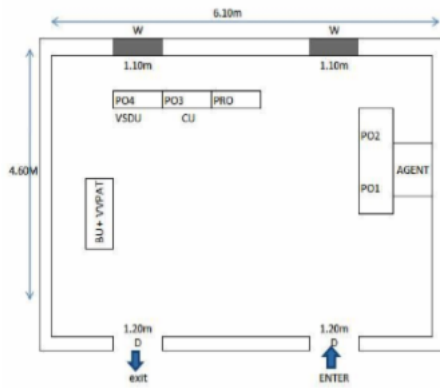 6.10m
W W
1.10m 1.10m
PO4 PO3 PRO
VSDU CU
PO2
4.60M
AGENT
PO1
BU+ VVPAT
1.20m 1.20m
D D
exit ENTER